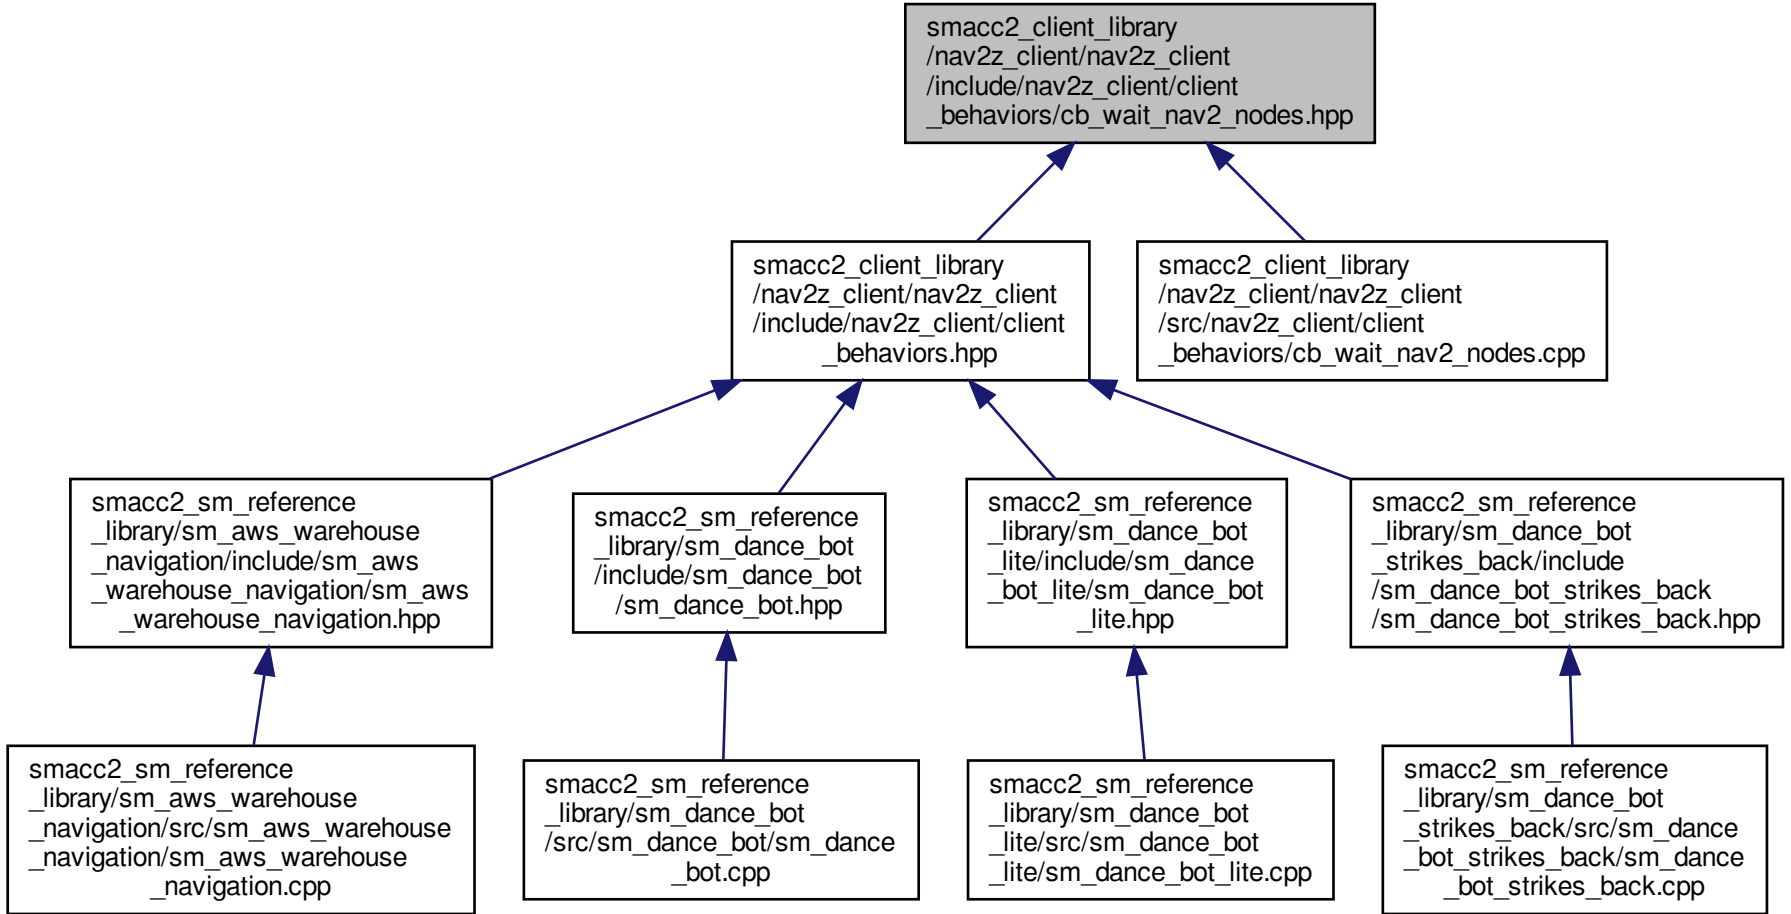 smacc2_client_library
/nav2z_client/nav2z_client
/include/nav2z_client/client
_behaviors/cb_wait_nav2_nodes.hpp
smacc2_client_library
/nav2z_client/nav2z_client
/include/nav2z_client/client
_behaviors.hpp
smacc2_client_library
/nav2z_client/nav2z_client
/src/nav2z_client/client
_behaviors/cb_wait_nav2_nodes.cpp
smacc2_sm_reference
_library/sm_aws_warehouse
_navigation/include/sm_aws
_warehouse_navigation/sm_aws
_warehouse_navigation.hpp
smacc2_sm_reference
_library/sm_dance_bot
/include/sm_dance_bot
/sm_dance_bot.hpp
smacc2_sm_reference
_library/sm_dance_bot
_lite/include/sm_dance
_bot_lite/sm_dance_bot
_lite.hpp
smacc2_sm_reference
_library/sm_dance_bot
_strikes_back/include
/sm_dance_bot_strikes_back
/sm_dance_bot_strikes_back.hpp
smacc2_sm_reference
_library/sm_aws_warehouse
_navigation/src/sm_aws_warehouse
_navigation/sm_aws_warehouse
_navigation.cpp
smacc2_sm_reference
_library/sm_dance_bot
/src/sm_dance_bot/sm_dance
_bot.cpp
smacc2_sm_reference
_library/sm_dance_bot
_lite/src/sm_dance_bot
_lite/sm_dance_bot_lite.cpp
smacc2_sm_reference
_library/sm_dance_bot
_strikes_back/src/sm_dance
_bot_strikes_back/sm_dance
_bot_strikes_back.cpp